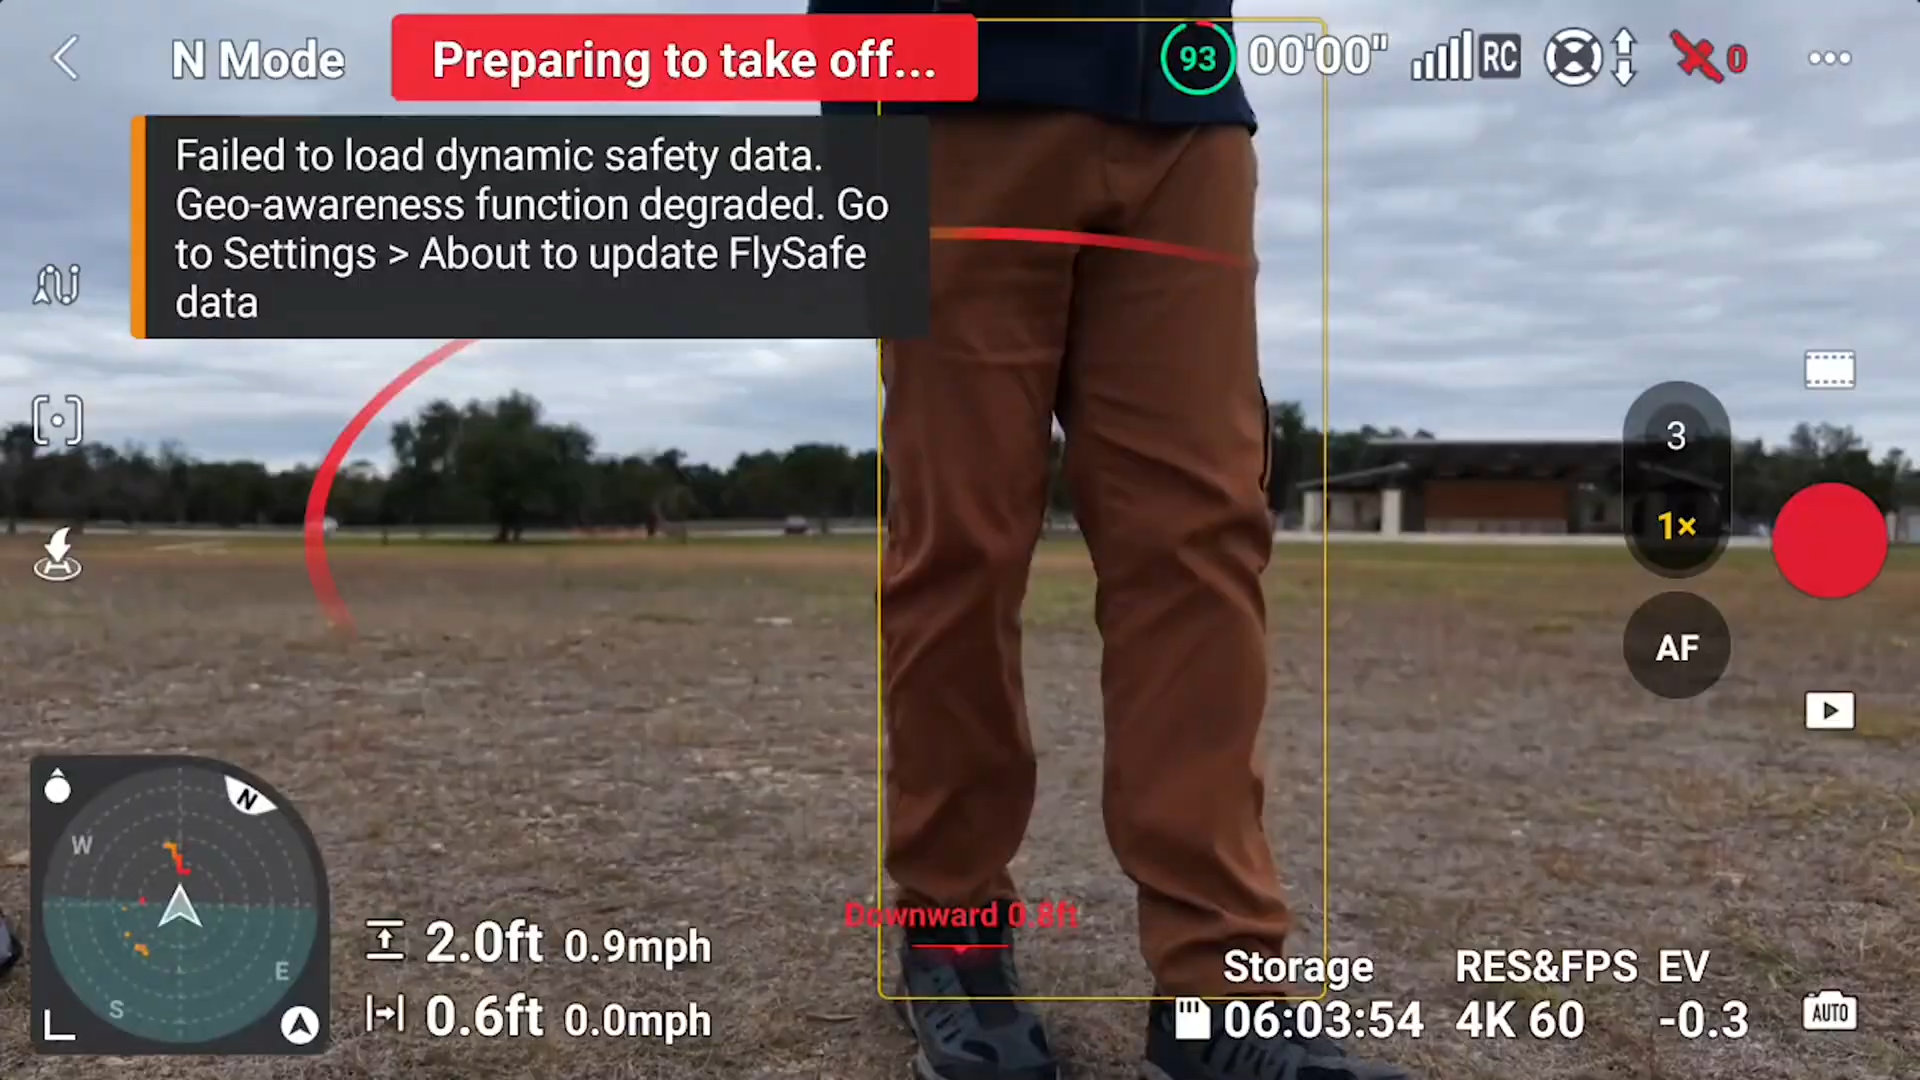 N Mode
Preparing to take off...
93
00'00"
RC
0
Failed to load dynamic safety data.
Geo-awareness function degraded. Go
to Settings > About to update FlySafe
data
3
1×
AF
N
W
E
S
2.0ft 0.9mph
0.6ft 0.0mph
Downward 0.8ft
Storage
06:03:54
RES&FPS
4K 60
EV
-0.3
AUTO